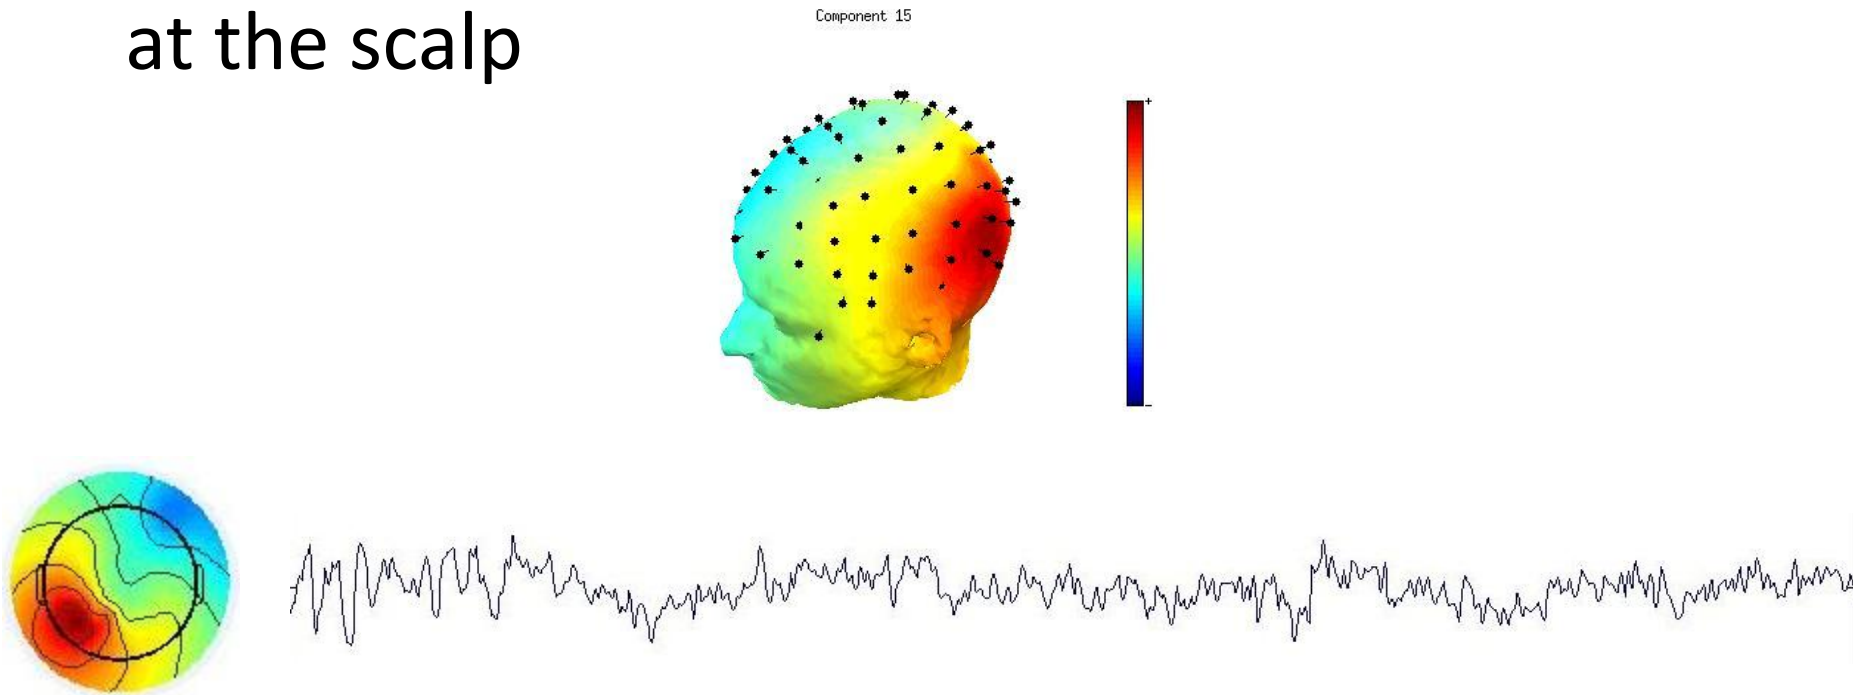 at the scalp
Component 15
+
-